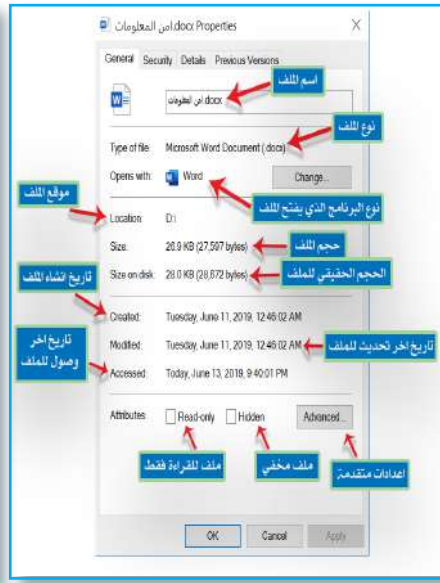 امن المعلومات.docx Properties
General Security Details Previous Versions
اسم الملف
امن المعلومات.docx
نوع الملف
Type of file: Microsoft Word Document (.docx)
Opens with: Word Change...
موقع الملف
نوع البرنامج الذي يفتح الملف
Location: D:\
حجم الملف
Size: 26.9 KB (27,597 bytes)
الحجم الحقيقي للملف
Size on disk: 28.0 KB (28,672 bytes)
تاريخ انشاء الملف
Created: Tuesday, June 11, 2019, 12:46:02 AM
تاريخ اخر
وصول للملف
Modified: Tuesday, June 11, 2019, 12:46:02 AM
تاريخ اخر تحديث للملف
Accessed: Today, June 13, 2019, 9:40:01 PM
Attributes: Read-only Hidden Advanced...
ملف للقراءة فقط
ملف مخفي
اعدادات متقدمة
OK Cancel Apply